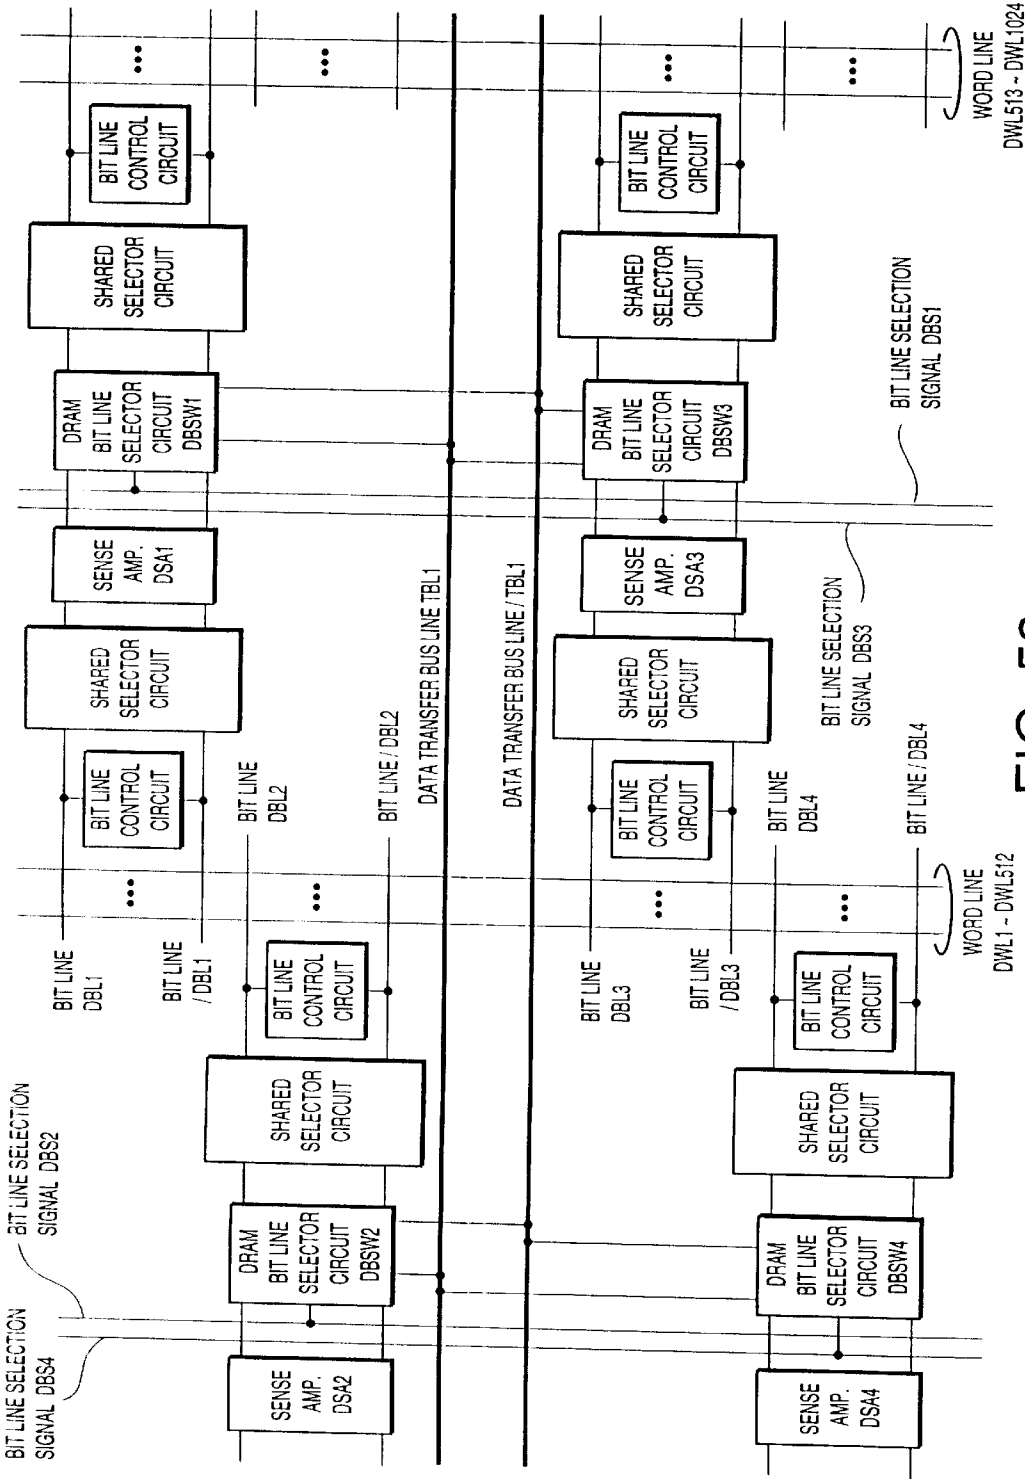 BIT LINE SELECTION
SIGNAL DBS4
BIT LINE SELECTION
SIGNAL DBS2
SENSE
AMP.
DSA2
DRAM
BIT LINE
SELECTOR
CIRCUIT
DBSW2
SHARED
SELECTOR
CIRCUIT
BIT LINE
CONTROL
CIRCUIT
BIT LINE
DBL2
BIT LINE / DBL2
BIT LINE
DBL1
BIT LINE
/ DBL1
BIT LINE
CONTROL
CIRCUIT
SHARED
SELECTOR
CIRCUIT
SENSE
AMP.
DSA1
DRAM
BIT LINE
SELECTOR
CIRCUIT
DBSW1
SHARED
SELECTOR
CIRCUIT
BIT LINE
CONTROL
CIRCUIT
DATA TRANSFER BUS LINE TBL1
DATA TRANSFER BUS LINE / TBL1
SENSE
AMP.
DSA4
DRAM
BIT LINE
SELECTOR
CIRCUIT
DBSW4
SHARED
SELECTOR
CIRCUIT
BIT LINE
CONTROL
CIRCUIT
BIT LINE
DBL4
BIT LINE / DBL4
BIT LINE
DBL3
BIT LINE
/ DBL3
BIT LINE
CONTROL
CIRCUIT
SHARED
SELECTOR
CIRCUIT
SENSE
AMP.
DSA3
DRAM
BIT LINE
SELECTOR
CIRCUIT
DBSW3
SHARED
SELECTOR
CIRCUIT
BIT LINE
CONTROL
CIRCUIT
BIT LINE SELECTION
SIGNAL DBS3
BIT LINE SELECTION
SIGNAL DBS1
WORD LINE
DWL1 ~ DWL512
WORD LINE
DWL513 ~ DWL1024